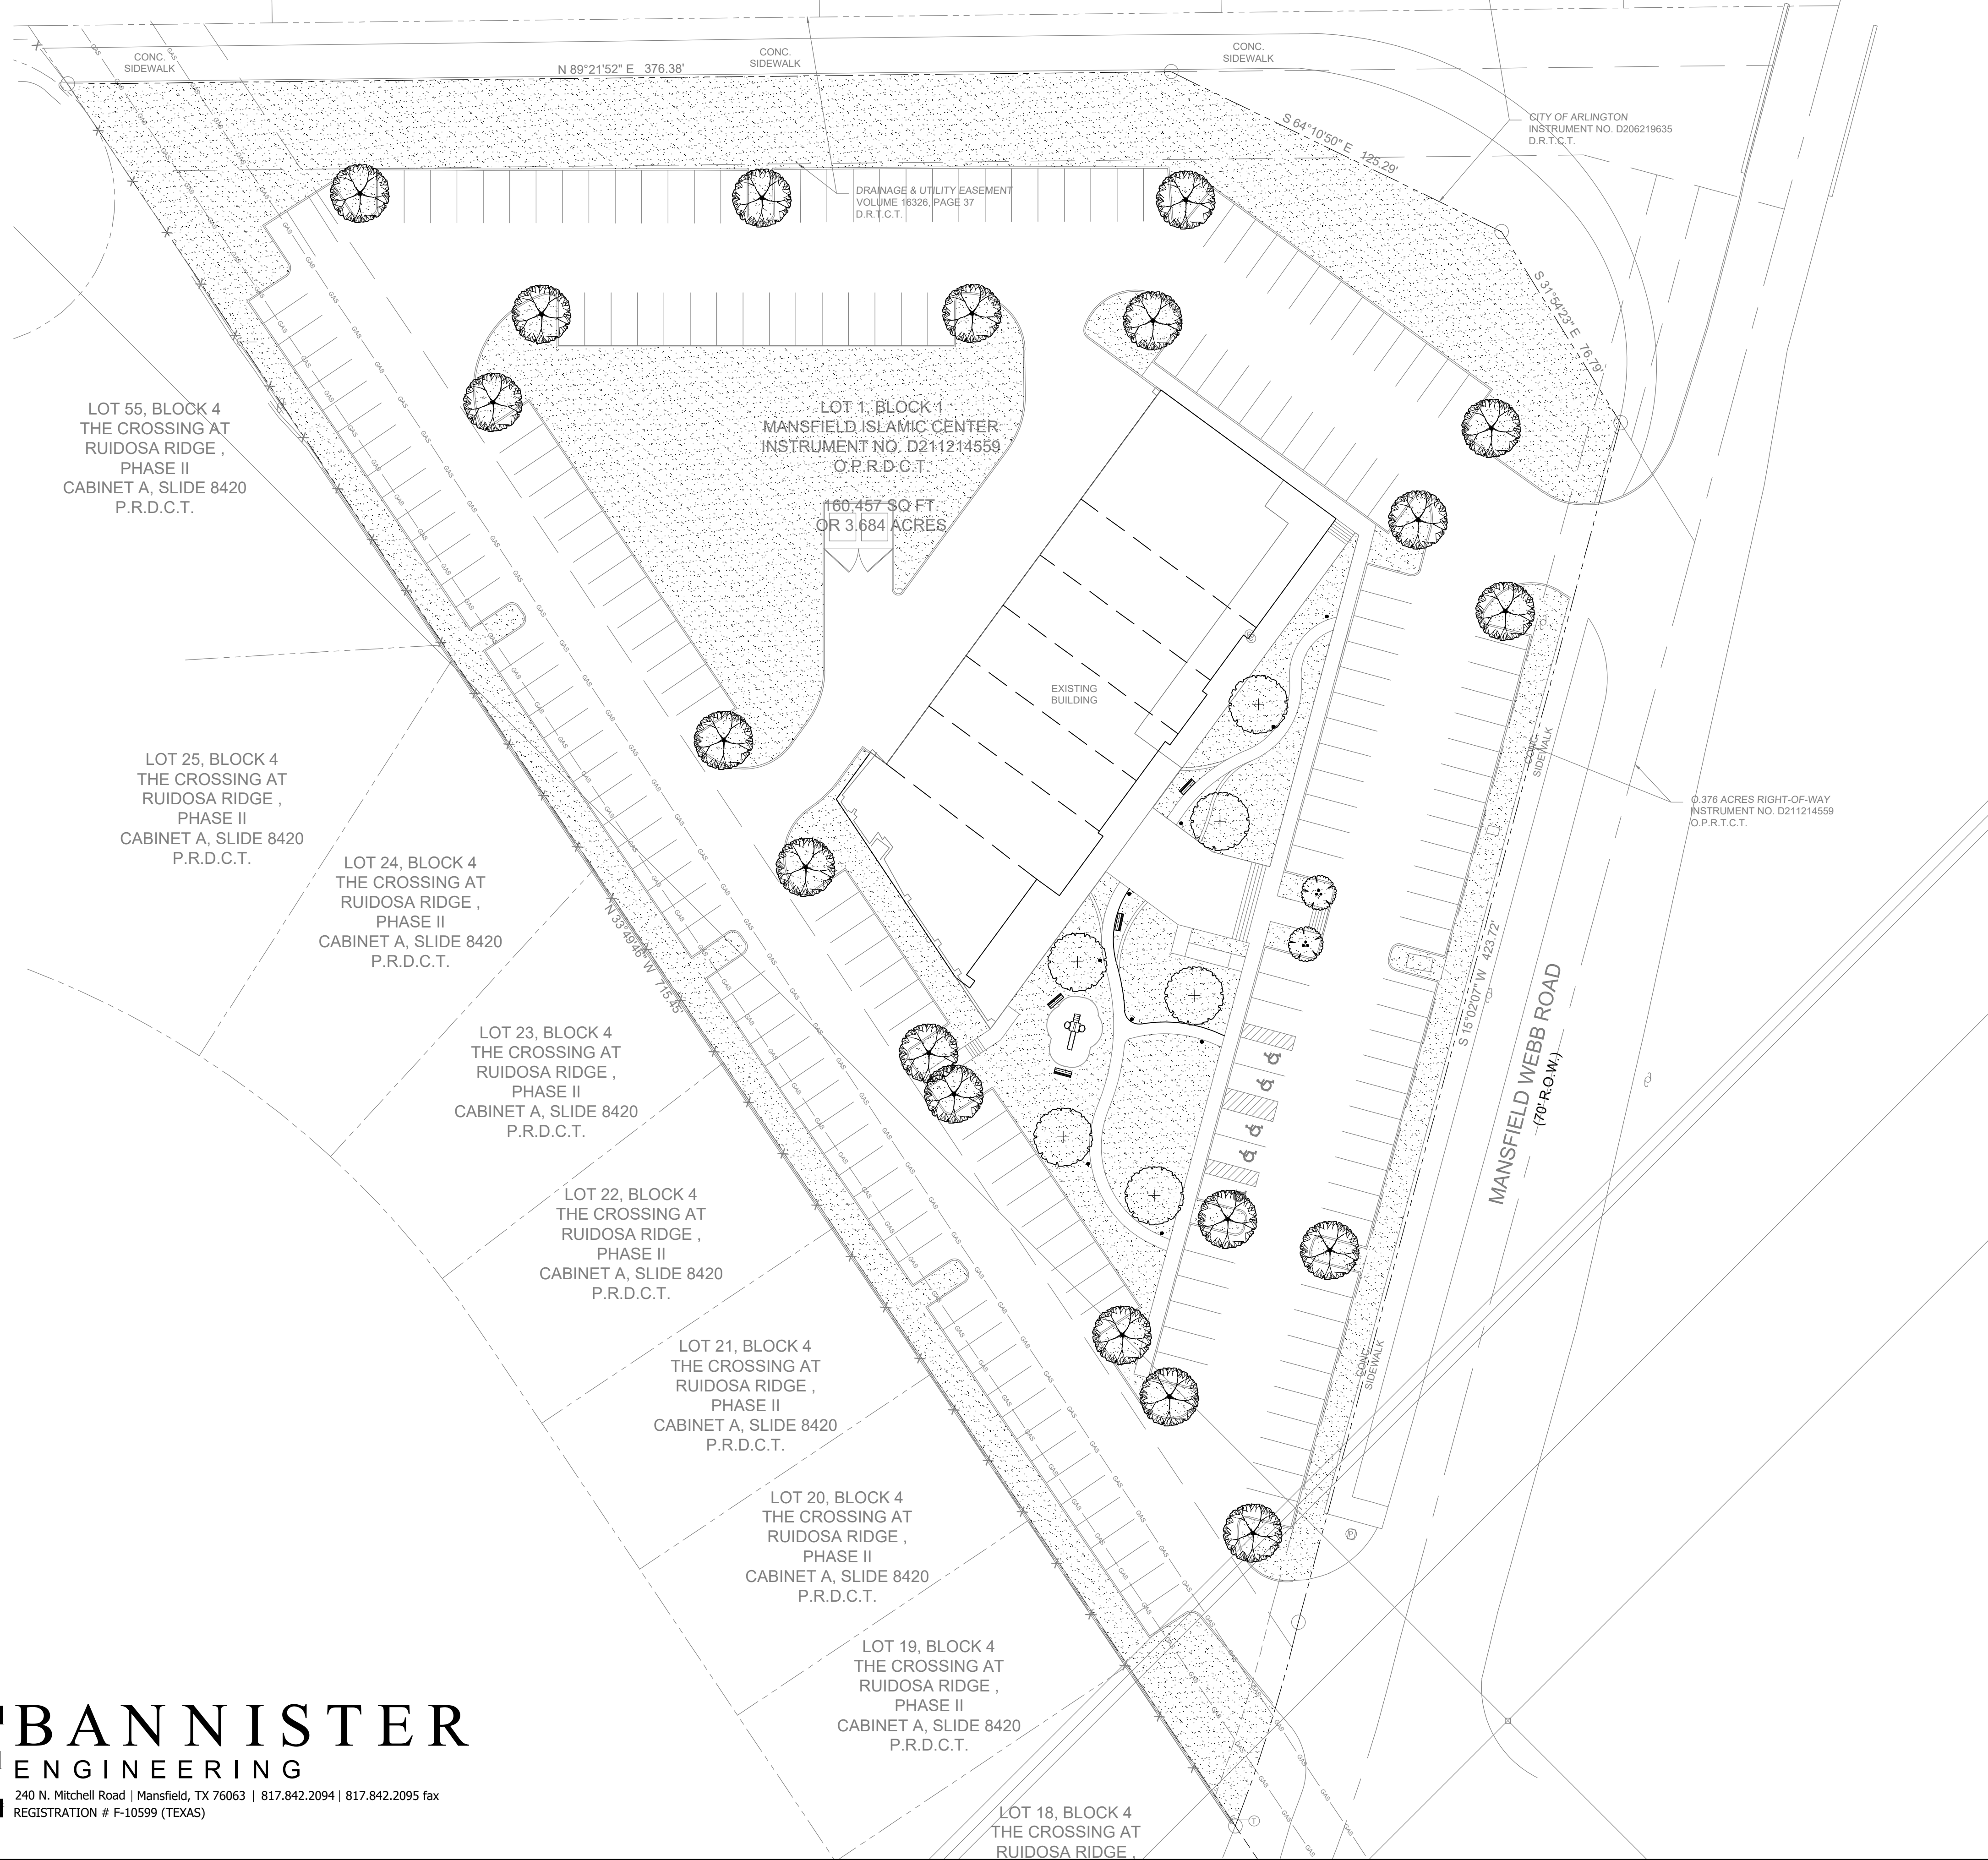 CONC.
SIDEWALK
N 89°21'52" E   376.38'
CONC.
SIDEWALK
CONC.
SIDEWALK
S 64°10'50" E   125.29'
CITY OF ARLINGTON
INSTRUMENT NO. D206219635
D.R.T.C.T.
DRAINAGE & UTILITY EASEMENT
VOLUME 16326, PAGE 37
D.R.T.C.T.
S 31°54'23" E   76.79'
LOT 55, BLOCK 4
THE CROSSING AT
RUIDOSA RIDGE ,
PHASE II
CABINET A, SLIDE 8420
P.R.D.C.T.
LOT 1, BLOCK 1
MANSFIELD ISLAMIC CENTER
INSTRUMENT NO. D211214559
O.P.R.D.C.T.
160,457 SQ FT.
OR 3.684 ACRES
EXISTING
BUILDING
CONC.
SIDEWALK
0.376 ACRES RIGHT-OF-WAY
INSTRUMENT NO. D211214559
O.P.R.T.C.T.
LOT 25, BLOCK 4
THE CROSSING AT
RUIDOSA RIDGE ,
PHASE II
CABINET A, SLIDE 8420
P.R.D.C.T.
LOT 24, BLOCK 4
THE CROSSING AT
RUIDOSA RIDGE ,
PHASE II
CABINET A, SLIDE 8420
P.R.D.C.T.
N 33°49'46" W   715.45'
S 15°02'07" W   423.72'
MANSFIELD WEBB ROAD
(70' R.O.W.)
LOT 23, BLOCK 4
THE CROSSING AT
RUIDOSA RIDGE ,
PHASE II
CABINET A, SLIDE 8420
P.R.D.C.T.
LOT 22, BLOCK 4
THE CROSSING AT
RUIDOSA RIDGE ,
PHASE II
CABINET A, SLIDE 8420
P.R.D.C.T.
LOT 21, BLOCK 4
THE CROSSING AT
RUIDOSA RIDGE ,
PHASE II
CABINET A, SLIDE 8420
P.R.D.C.T.
CONC.
SIDEWALK
LOT 20, BLOCK 4
THE CROSSING AT
RUIDOSA RIDGE ,
PHASE II
CABINET A, SLIDE 8420
P.R.D.C.T.
LOT 19, BLOCK 4
THE CROSSING AT
RUIDOSA RIDGE ,
PHASE II
CABINET A, SLIDE 8420
P.R.D.C.T.
LOT 18, BLOCK 4
THE CROSSING AT
RUIDOSA RIDGE ,
GAS
P
T
BANNISTER
ENGINEERING
240 N. Mitchell Road | Mansfield, TX 76063 | 817.842.2094 | 817.842.2095 fax
REGISTRATION # F-10599 (TEXAS)